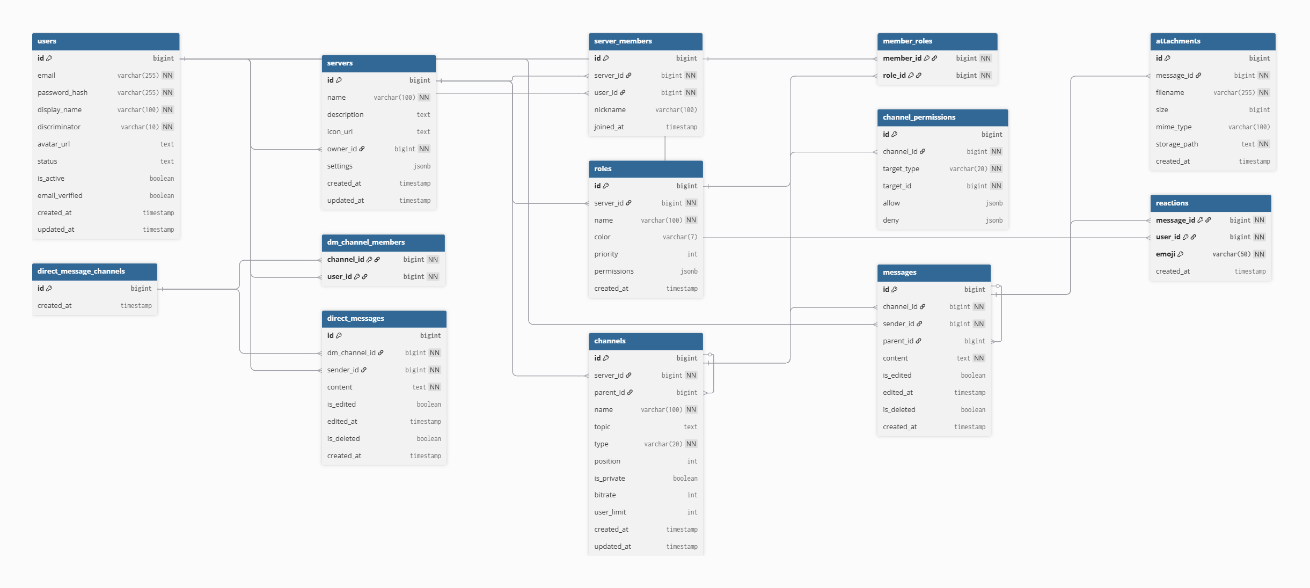 users
id bigint
email varchar(255) NN
password_hash varchar(255) NN
display_name varchar(100) NN
discriminator varchar(10) NN
avatar_url text
status text
is_active boolean
email_verified boolean
created_at timestamp
updated_at timestamp
direct_message_channels
id bigint
created_at timestamp
servers
id bigint
name varchar(100) NN
description text
icon_url text
owner_id bigint NN
settings jsonb
created_at timestamp
updated_at timestamp
dm_channel_members
channel_id bigint NN
user_id bigint NN
direct_messages
id bigint
dm_channel_id bigint NN
sender_id bigint NN
content text NN
is_edited boolean
edited_at timestamp
is_deleted boolean
created_at timestamp
server_members
id bigint
server_id bigint NN
user_id bigint NN
nickname varchar(100)
joined_at timestamp
roles
id bigint
server_id bigint NN
name varchar(100) NN
color varchar(7)
priority int
permissions jsonb
created_at timestamp
channels
id bigint
server_id bigint NN
parent_id bigint
name varchar(100) NN
topic text
type varchar(20) NN
position int
is_private boolean
bitrate int
user_limit int
created_at timestamp
updated_at timestamp
member_roles
member_id bigint NN
role_id bigint NN
channel_permissions
id bigint
channel_id bigint NN
target_type varchar(20) NN
target_id bigint NN
allow jsonb
deny jsonb
messages
id bigint
channel_id bigint NN
sender_id bigint NN
parent_id bigint
content text NN
is_edited boolean
edited_at timestamp
is_deleted boolean
created_at timestamp
attachments
id bigint
message_id bigint NN
filename varchar(255) NN
size bigint
mime_type varchar(100)
storage_path text NN
created_at timestamp
reactions
message_id bigint NN
user_id bigint NN
emoji varchar(50) NN
created_at timestamp